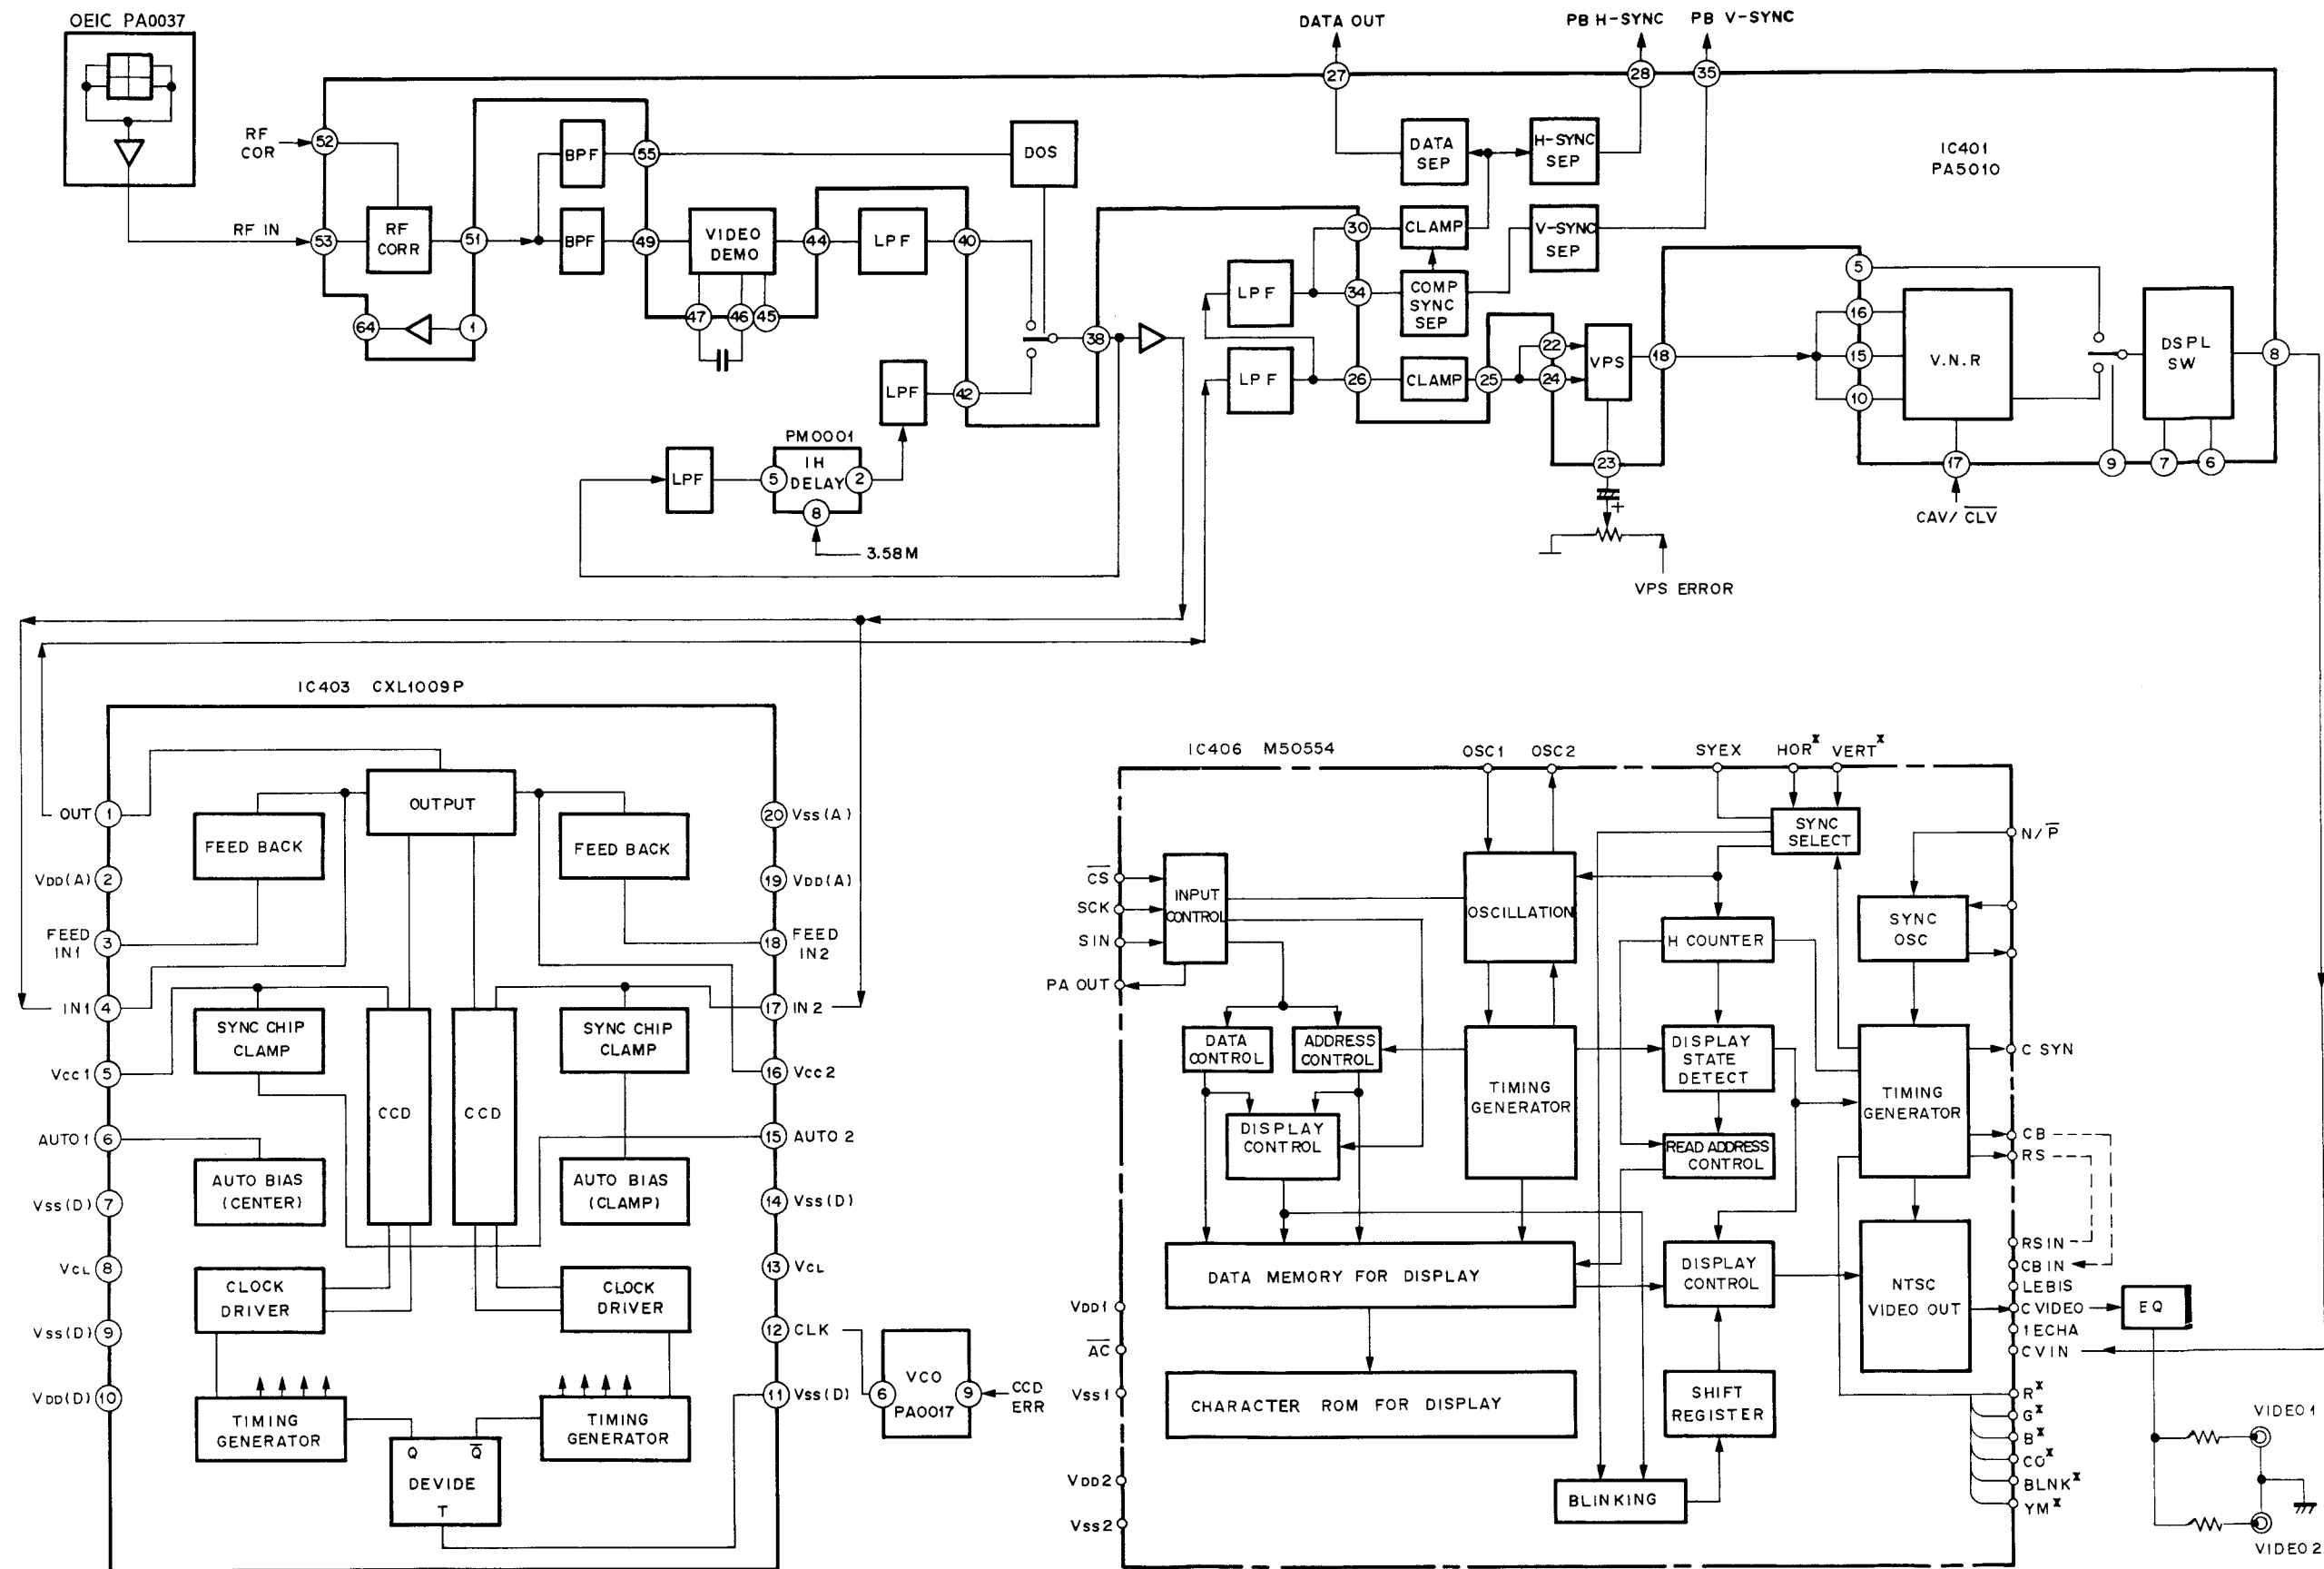 OEIC PA0037
DATA OUT
PB H-SYNC
PB V-SYNC
27
28
35
RF
COR
52
BPF
55
DOS
DATA
SEP
H-SYNC
SEP
IC401
PA5010
RF IN
53
RF
CORR
51
BPF
49
VIDEO
DEMO
44
LPF
40
30
CLAMP
V-SYNC
SEP
5
LPF
34
COMP
SYNC
SEP
16
64
1
47
46
45
38
22
VPS
18
15
V.N.R
DSPL
SW
8
LPF
42
LPF
26
CLAMP
25
24
10
PM0001
LPF
5
1H
DELAY
2
8
3.58M
23
+
17
9
7
6
CAV/ C̅L̅V̅
VPS ERROR
IC403 CXL1009P
OUTPUT
OUT
1
FEED BACK
FEED BACK
20
Vss(A)
VDD(A)
2
19
VDD(A)
FEED
IN1
3
18
FEED
IN2
IN1
4
SYNC CHIP
CLAMP
SYNC CHIP
CLAMP
17
IN2
Vcc1
5
CCD
CCD
16
Vcc2
AUTO1
6
15
AUTO 2
AUTO BIAS
(CENTER)
AUTO BIAS
(CLAMP)
Vss(D)
7
14
Vss(D)
VCL
8
CLOCK
DRIVER
CLOCK
DRIVER
13
VCL
Vss(D)
9
12
CLK
VDD(D)
10
11
Vss(D)
VCO
6
9
PA0017
CCD
ERR
TIMING
GENERATOR
TIMING
GENERATOR
Q
Q̅
DEVIDE
T
IC406 M50554
OSC1
OSC2
SYEX
HOR*
VERT*
SYNC
SELECT
N/P̅
C̅S̅
SCK
SIN
PA OUT
INPUT
CONTROL
OSCILLATION
H COUNTER
SYNC
OSC
DATA
CONTROL
ADDRESS
CONTROL
TIMING
GENERATOR
DISPLAY
STATE
DETECT
TIMING
GENERATOR
C SYN
DISPLAY
CONTROL
READ ADDRESS
CONTROL
CB
RS
DATA MEMORY FOR DISPLAY
DISPLAY
CONTROL
NTSC
VIDEO OUT
RSIN
CBIN
LEBIS
CVIDEO
EQ
1ECHA
CVIN
VDD1
A̅C̅
Vss1
CHARACTER ROM FOR DISPLAY
SHIFT
REGISTER
R*
G*
B*
CO*
BLNK*
YM*
VDD2
Vss2
BLINKING
VIDEO1
VIDEO2